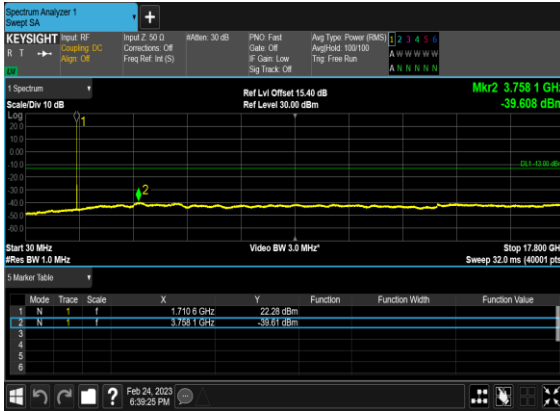 Spectrum Analyzer 1
Swept SA
+
KEYSIGHT Input: RF Input Z: 50 Ω #Atten: 30 dB PNO: Fast Avg Type: Power (RMS) 1 2 3 4 5 6
R T Coupling: DC Corrections: Off Gate: Off Avg|Hold: 100/100 A W W W W W
Align: Off Freq Ref: Int (S) IF Gain: Low Trig: Free Run
Sig Track: Off A N N N N N
1 Spectrum Ref Lvl Offset 15.40 dB Mkr2 3.758 1 GHz
Scale/Div 10 dB Ref Level 30.00 dBm -39.608 dBm
Log
20.0
10.0
0.00
-10.0
-20.0
-30.0
-40.0
-50.0
-60.0
1
2
DL1 -13.00 dBm
Start 30 MHz Video BW 3.0 MHz* Stop 17.800 GHz
#Res BW 1.0 MHz Sweep 32.0 ms (40001 pts)
5 Marker Table
Mode Trace Scale X Y Function Function Width Function Value
1 N 1 f 1.710 6 GHz 22.28 dBm
2 N 1 f 3.758 1 GHz -39.61 dBm
3
4
5
6
? Feb 24, 2023
6:39:25 PM